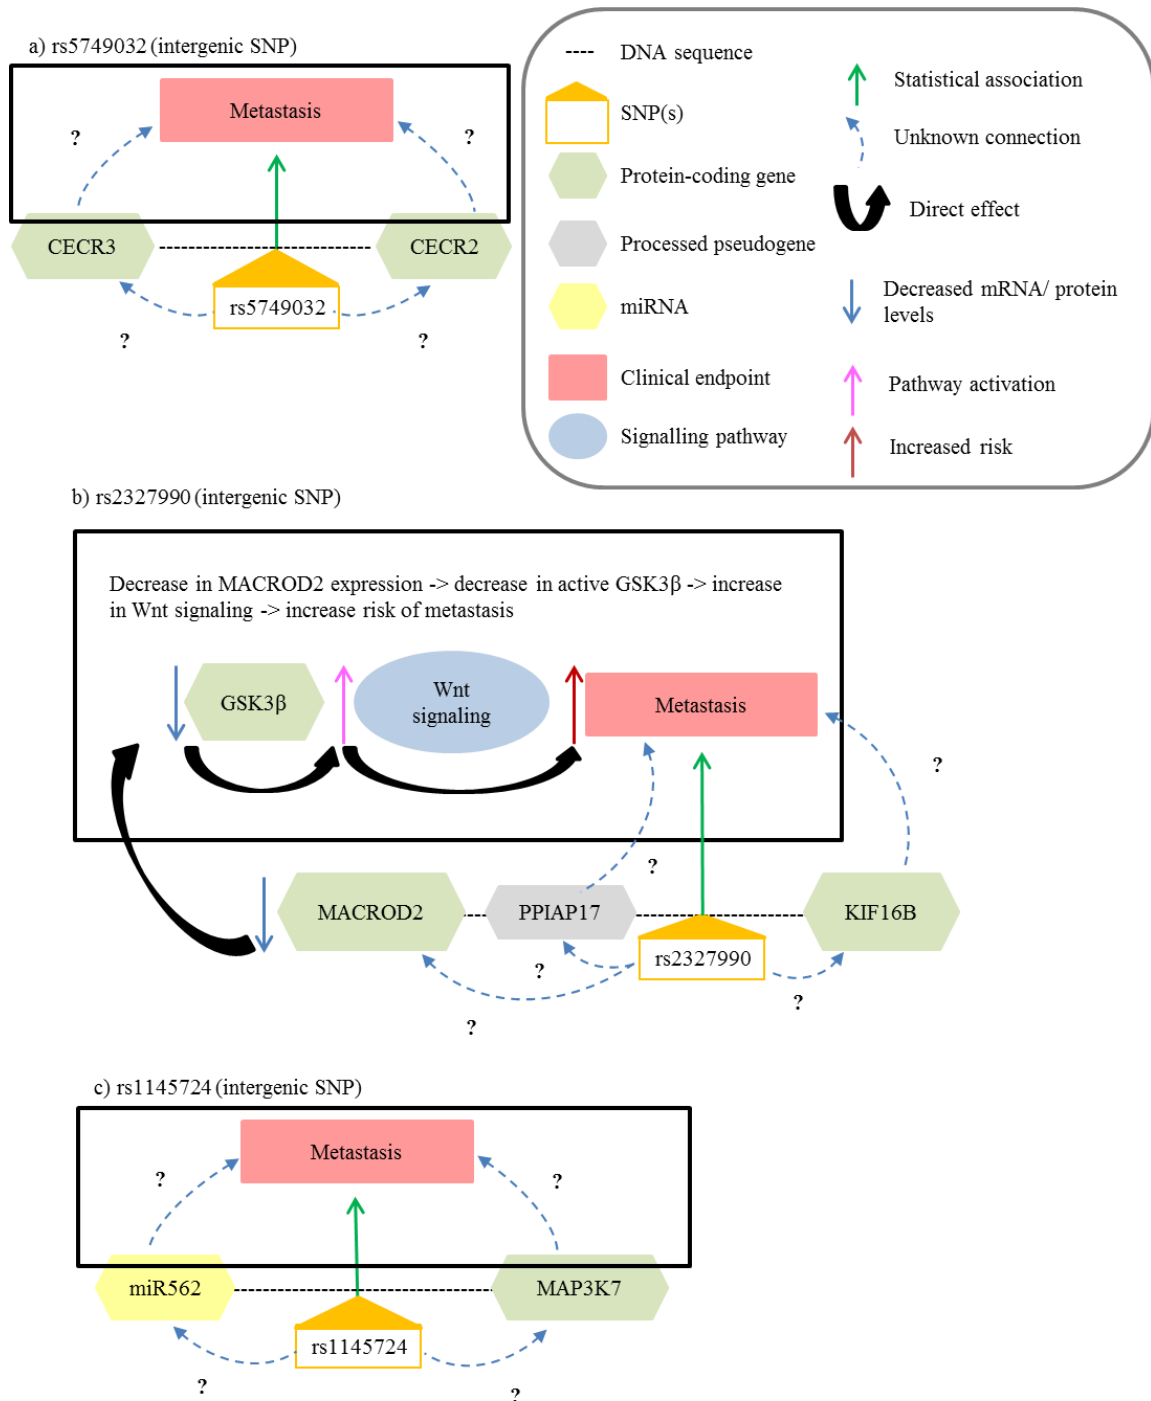 a) rs5749032 (intergenic SNP)
Metastasis
?
?
CECR3
CECR2
rs5749032
?
?
DNA sequence
SNP(s)
Protein-coding gene
Processed pseudogene
miRNA
Clinical endpoint
Signalling pathway
Statistical association
Unknown connection
Direct effect
Decreased mRNA/ protein
levels
Pathway activation
Increased risk
b) rs2327990 (intergenic SNP)
Decrease in MACROD2 expression -> decrease in active GSK3β -> increase
in Wnt signaling -> increase risk of metastasis
GSK3β
Wnt
signaling
Metastasis
?
?
MACROD2
PPIAP17
KIF16B
rs2327990
?
?
?
c) rs1145724 (intergenic SNP)
Metastasis
?
?
miR562
MAP3K7
rs1145724
?
?